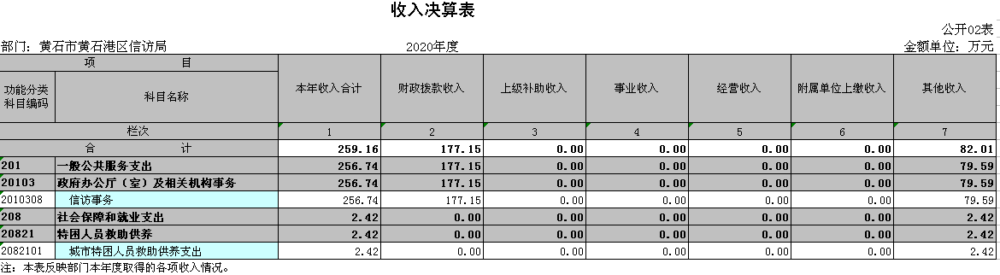 收入决算表
公开02表
部门：黄石市黄石港区信访局 2020年度 金额单位：万元
项 目 本年收入合计 财政拨款收入 上级补助收入 事业收入 经营收入 附属单位上缴收入 其他收入
功能分类科目编码 科目名称
栏次 1 2 3 4 5 6 7
合 计 259.16 177.15 0.00 0.00 0.00 0.00 82.01
201 一般公共服务支出 256.74 177.15 0.00 0.00 0.00 0.00 79.59
20103 政府办公厅（室）及相关机构事务 256.74 177.15 0.00 0.00 0.00 0.00 79.59
2010308 信访事务 256.74 177.15 0.00 0.00 0.00 0.00 79.59
208 社会保障和就业支出 2.42 0.00 0.00 0.00 0.00 0.00 2.42
20821 特困人员救助供养 2.42 0.00 0.00 0.00 0.00 0.00 2.42
2082101 城市特困人员救助供养支出 2.42 0.00 0.00 0.00 0.00 0.00 2.42
注：本表反映部门本年度取得的各项收入情况。